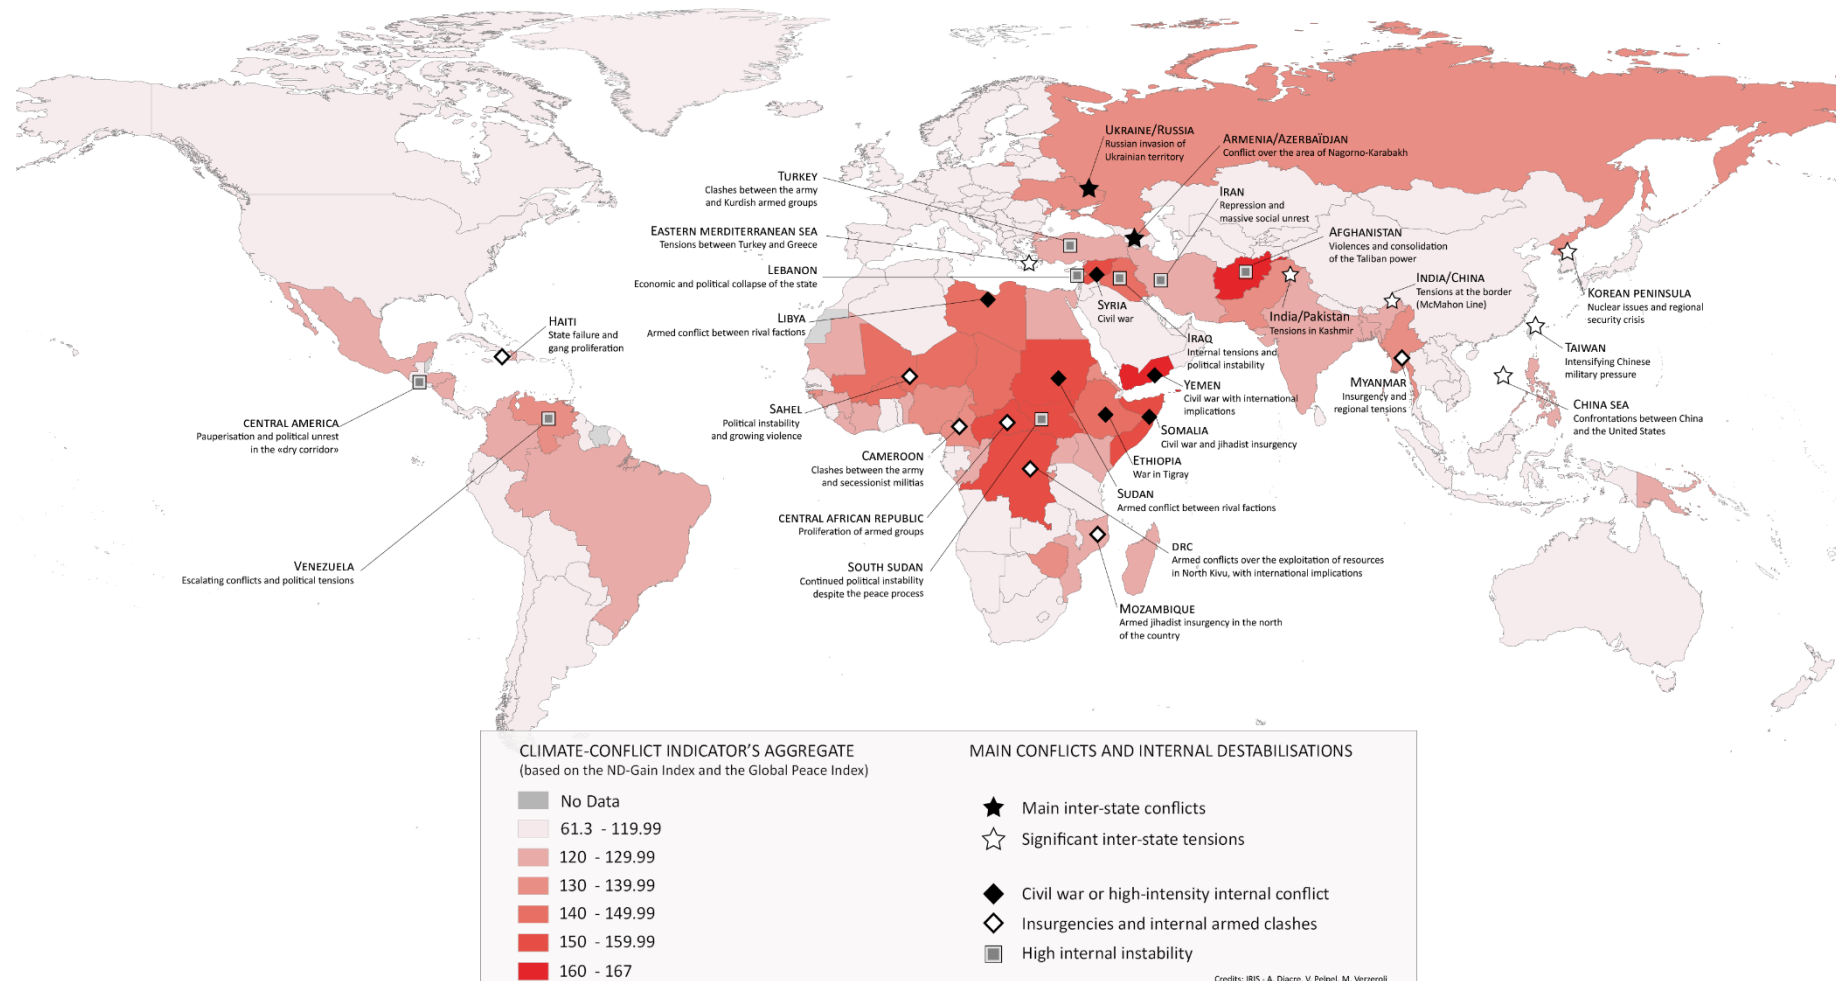 UKRAINE/RUSSIA
Russian invasion of
Ukrainian territory
ARMENIA/AZERBAÏDJAN
Conflict over the area of Nagorno-Karabakh
TURKEY
Clashes between the army
and Kurdish armed groups
IRAN
Repression and
massive social unrest
EASTERN MERDITERRANEAN SEA
Tensions between Turkey and Greece
AFGHANISTAN
Violences and consolidation
of the Taliban power
LEBANON
Economic and political collapse of the state
INDIA/CHINA
Tensions at the border
(McMahon Line)
KOREAN PENINSULA
Nuclear issues and regional
security crisis
SYRIA
Civil war
India/Pakistan
Tensions in Kashmir
LIBYA
Armed conflict between rival factions
HAITI
State failure and
gang proliferation
IRAQ
Internal tensions and
political instability
TAIWAN
Intensifying Chinese
military pressure
YEMEN
Civil war with international
implications
MYANMAR
Insurgency and
regional tensions
CHINA SEA
Confrontations between China
and the United States
SAHEL
Political instability
and growing violence
CENTRAL AMERICA
Pauperisation and political unrest
in the «dry corridor»
SOMALIA
Civil war and jihadist insurgency
CAMEROON
Clashes between the army
and secessionist militias
ETHIOPIA
War in Tigray
SUDAN
Armed conflict between rival factions
CENTRAL AFRICAN REPUBLIC
Proliferation of armed groups
DRC
Armed conflicts over the exploitation of resources
in North Kivu, with international implications
VENEZUELA
Escalating conflicts and political tensions
SOUTH SUDAN
Continued political instability
despite the peace process
MOZAMBIQUE
Armed jihadist insurgency in the north
of the country
CLIMATE-CONFLICT INDICATOR'S AGGREGATE
(based on the ND-Gain Index and the Global Peace Index)
No Data
61.3 - 119.99
120 - 129.99
130 - 139.99
140 - 149.99
150 - 159.99
160 - 167
MAIN CONFLICTS AND INTERNAL DESTABILISATIONS
Main inter-state conflicts
Significant inter-state tensions
Civil war or high-intensity internal conflict
Insurgencies and internal armed clashes
High internal instability
Credits: IRIS - A. Diacre, V. Pelpel, M. Verzeroli